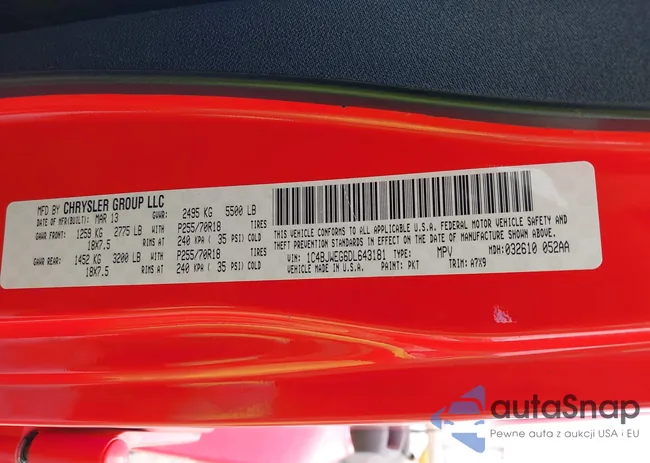 MFD BY CHRYSLER GROUP LLC
DATE OF MFR(BUILT): MAR 13 GVWR: 2495 KG 5500 LB
GAWR FRONT: 1259 KG 2775 LB WITH P255/70R18 TIRES
18X7.5 RIMS AT 240 KPA ( 35 PSI) COLD
GAWR REAR: 1452 KG 3200 LB WITH P255/70R18 TIRES
18X7.5 RIMS AT 240 KPA ( 35 PSI) COLD
THIS VEHICLE CONFORMS TO ALL APPLICABLE U.S.A. FEDERAL MOTOR VEHICLE SAFETY AND
THEFT PREVENTION STANDARDS IN EFFECT ON THE DATE OF MANUFACTURE SHOWN ABOVE.
VIN: 1C4BJWEG6DL643181 TYPE: MPV MDH: 032610 052AA
VEHICLE MADE IN U.S.A. PAINT: PKT TRIM: A7X9
autaSnap
Pewne auta z aukcji USA i EU